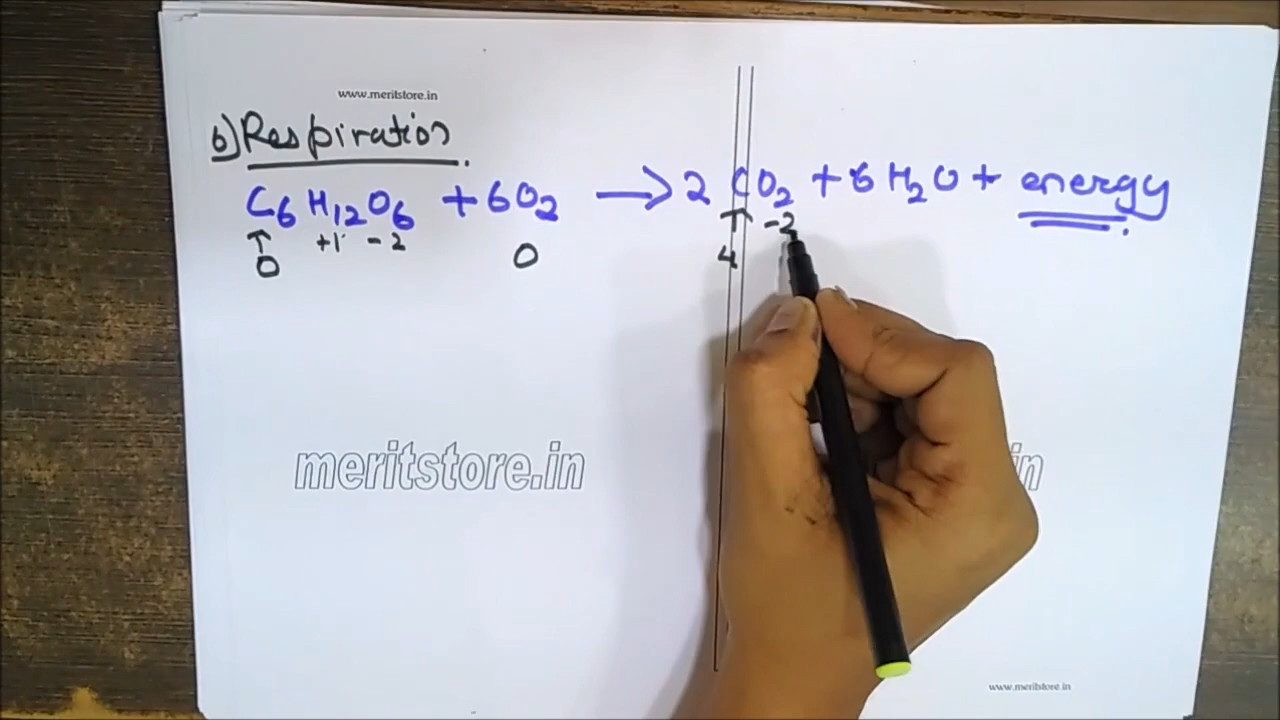 www.meritstore.in
b) Respiration.
C6 H12 O6 + 6O2 → 2 CO2 + 6 H2O + energy
↑ +1 -2 ↑ -2
0 0 4
meritstore.in
in
www.meritstore.in